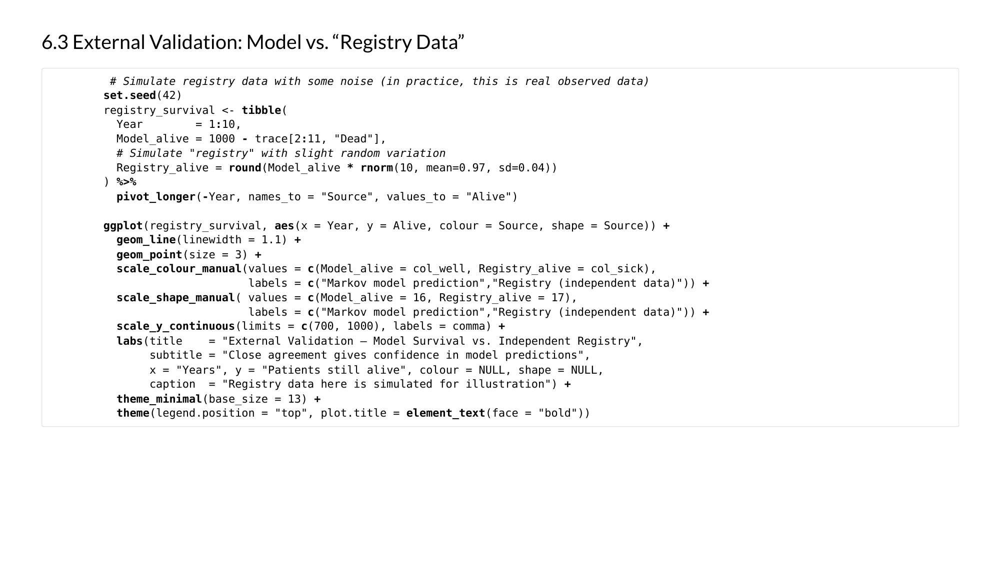 6.3 External Validation: Model vs. “Registry Data”
# Simulate registry data with some noise (in practice, this is real observed data)
set.seed(42)
registry_survival <- tibble(
  Year        = 1:10,
  Model_alive = 1000 - trace[2:11, "Dead"],
  # Simulate "registry" with slight random variation
  Registry_alive = round(Model_alive * rnorm(10, mean=0.97, sd=0.04))
) %>%
  pivot_longer(-Year, names_to = "Source", values_to = "Alive")

ggplot(registry_survival, aes(x = Year, y = Alive, colour = Source, shape = Source)) +
  geom_line(linewidth = 1.1) +
  geom_point(size = 3) +
  scale_colour_manual(values = c(Model_alive = col_well, Registry_alive = col_sick),
                      labels = c("Markov model prediction","Registry (independent data)")) +
  scale_shape_manual( values = c(Model_alive = 16, Registry_alive = 17),
                      labels = c("Markov model prediction","Registry (independent data)")) +
  scale_y_continuous(limits = c(700, 1000), labels = comma) +
  labs(title    = "External Validation — Model Survival vs. Independent Registry",
       subtitle = "Close agreement gives confidence in model predictions",
       x = "Years", y = "Patients still alive", colour = NULL, shape = NULL,
       caption  = "Registry data here is simulated for illustration") +
  theme_minimal(base_size = 13) +
  theme(legend.position = "top", plot.title = element_text(face = "bold"))